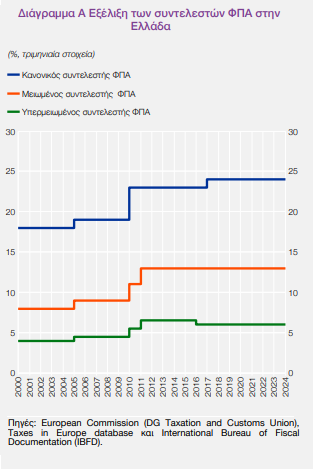 Διάγραμμα Α Εξέλιξη των συντελεστών ΦΠΑ στην
Ελλάδα
(%, τριμηνιαία στοιχεία)
Κανονικός συντελεστής ΦΠΑ
Μειωμένος συντελεστής ΦΠΑ
Υπερμειωμένος συντελεστής ΦΠΑ
30 30
25 25
20 20
15 15
10 10
5 5
0 0
2000 2001 2002 2003 2004 2005 2006 2007 2008 2009 2010 2011 2012 2013 2014 2015 2016 2017 2018 2019 2020 2021 2022 2023 2024
Πηγές: European Commission (DG Taxation and Customs Union),
Taxes in Europe database και International Bureau of Fiscal
Documentation (IBFD).